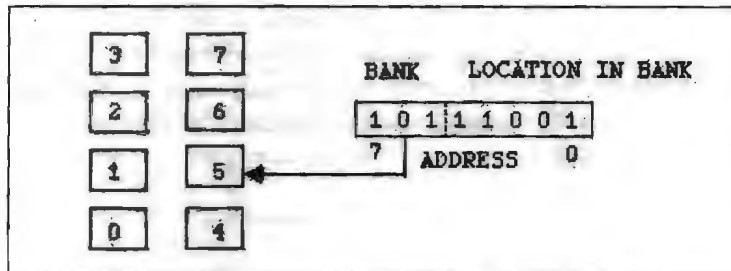 3 7
BANK LOCATION IN BANK
2 6
1 0 1 1 1 0 0 1
7 ADDRESS 0
1 5
0 4